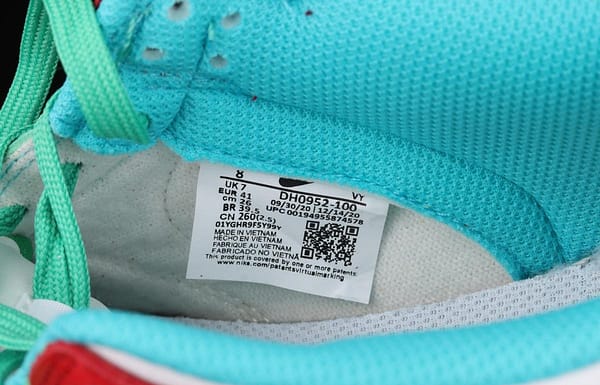 8
UK 7 VY
EUR 41 DH0952-100
cm 26 09/30/20 12/14/20
BR 39.5 UPC 00194955874578
CN 260(2.5)
01YGHR9F5Y99Y
MADE IN VIETNAM
HECHO EN VIETNAM
FABRIQUE AU VIETNAM
FABRICADO NO VIETNA
This product is covered by one or more patents
www.nike.com/patentsvirtualmarking